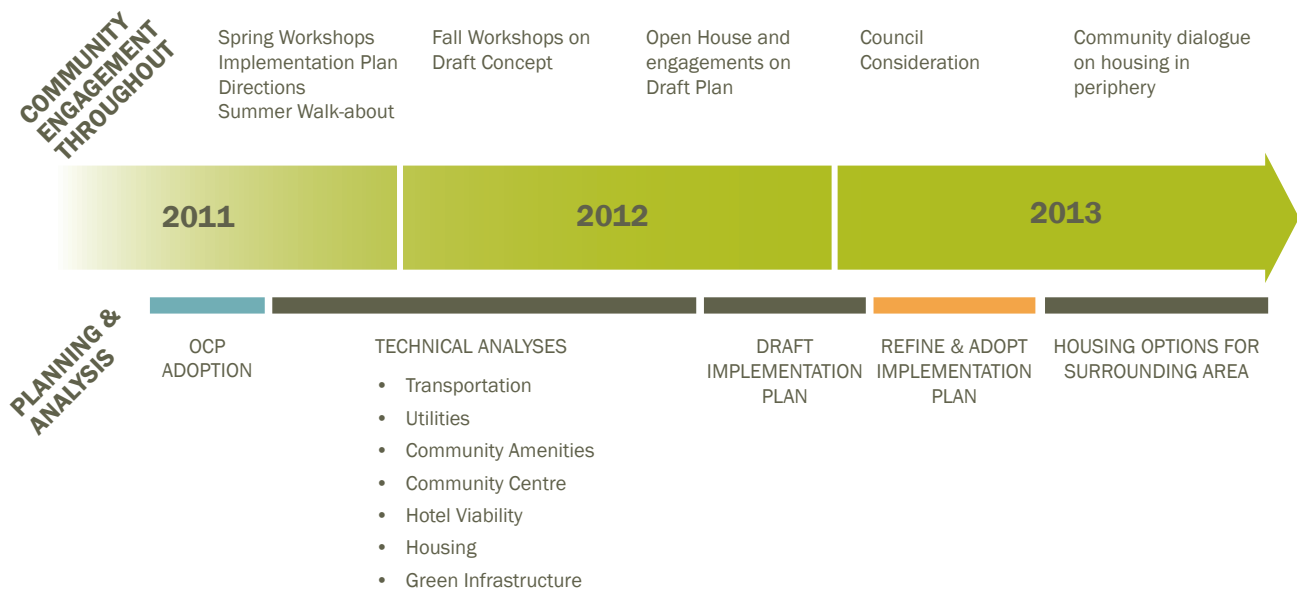 COMMUNITY
ENGAGEMENT
THROUGHOUT
Spring Workshops
Implementation Plan
Directions
Summer Walk-about
Fall Workshops on
Draft Concept
Open House and
engagements on
Draft Plan
Council
Consideration
Community dialogue
on housing in
periphery
2011
2012
2013
PLANNING &
ANALYSIS
OCP
ADOPTION
TECHNICAL ANALYSES
• Transportation
• Utilities
• Community Amenities
• Community Centre
• Hotel Viability
• Housing
• Green Infrastructure
DRAFT
IMPLEMENTATION
PLAN
REFINE & ADOPT
IMPLEMENTATION
PLAN
HOUSING OPTIONS FOR
SURROUNDING AREA